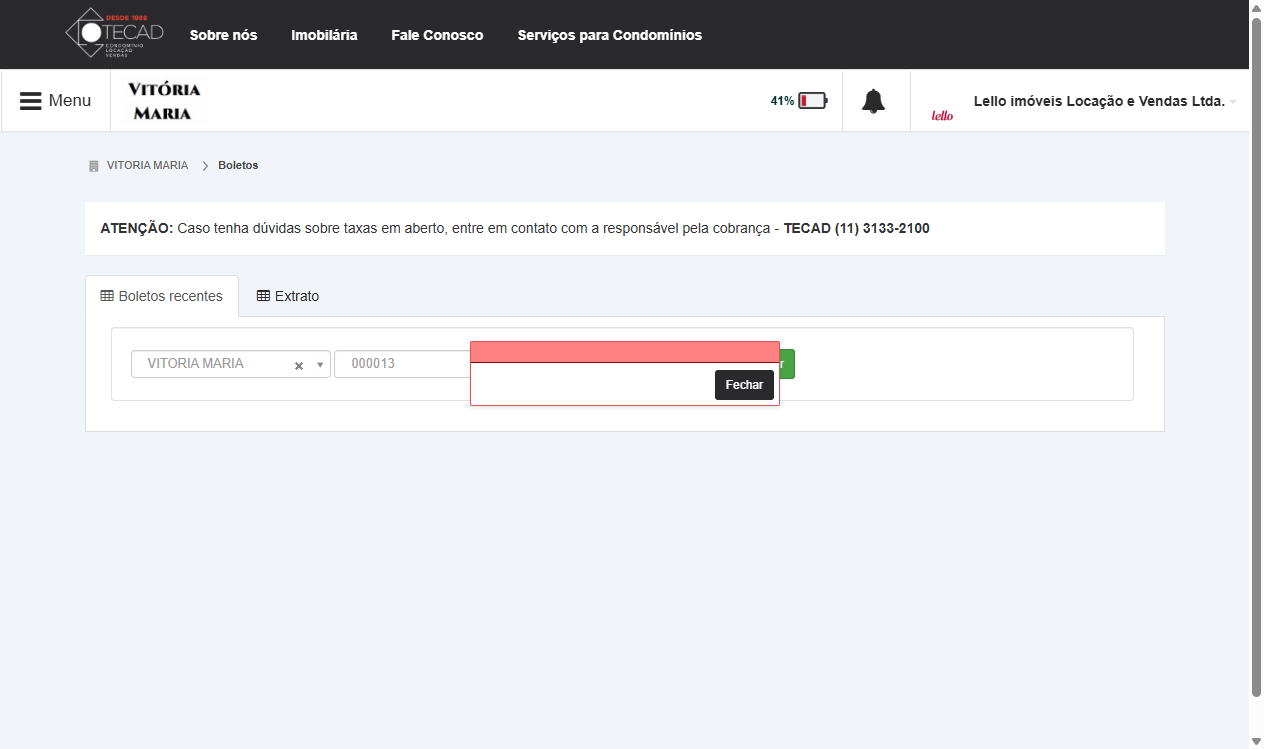 DESDE 1988
TECAD
CONDOMÍNIO
LOCAÇÃO
VENDAS
Sobre nós
Imobiliária
Fale Conosco
Serviços para Condomínios
Menu
VITÓRIA
MARIA
41%
lello
Lello imóveis Locação e Vendas Ltda.
VITORIA MARIA
Boletos
ATENÇÃO: Caso tenha dúvidas sobre taxas em aberto, entre em contato com a responsável pela cobrança - TECAD (11) 3133-2100
Boletos recentes
Extrato
VITORIA MARIA
000013
r
Fechar